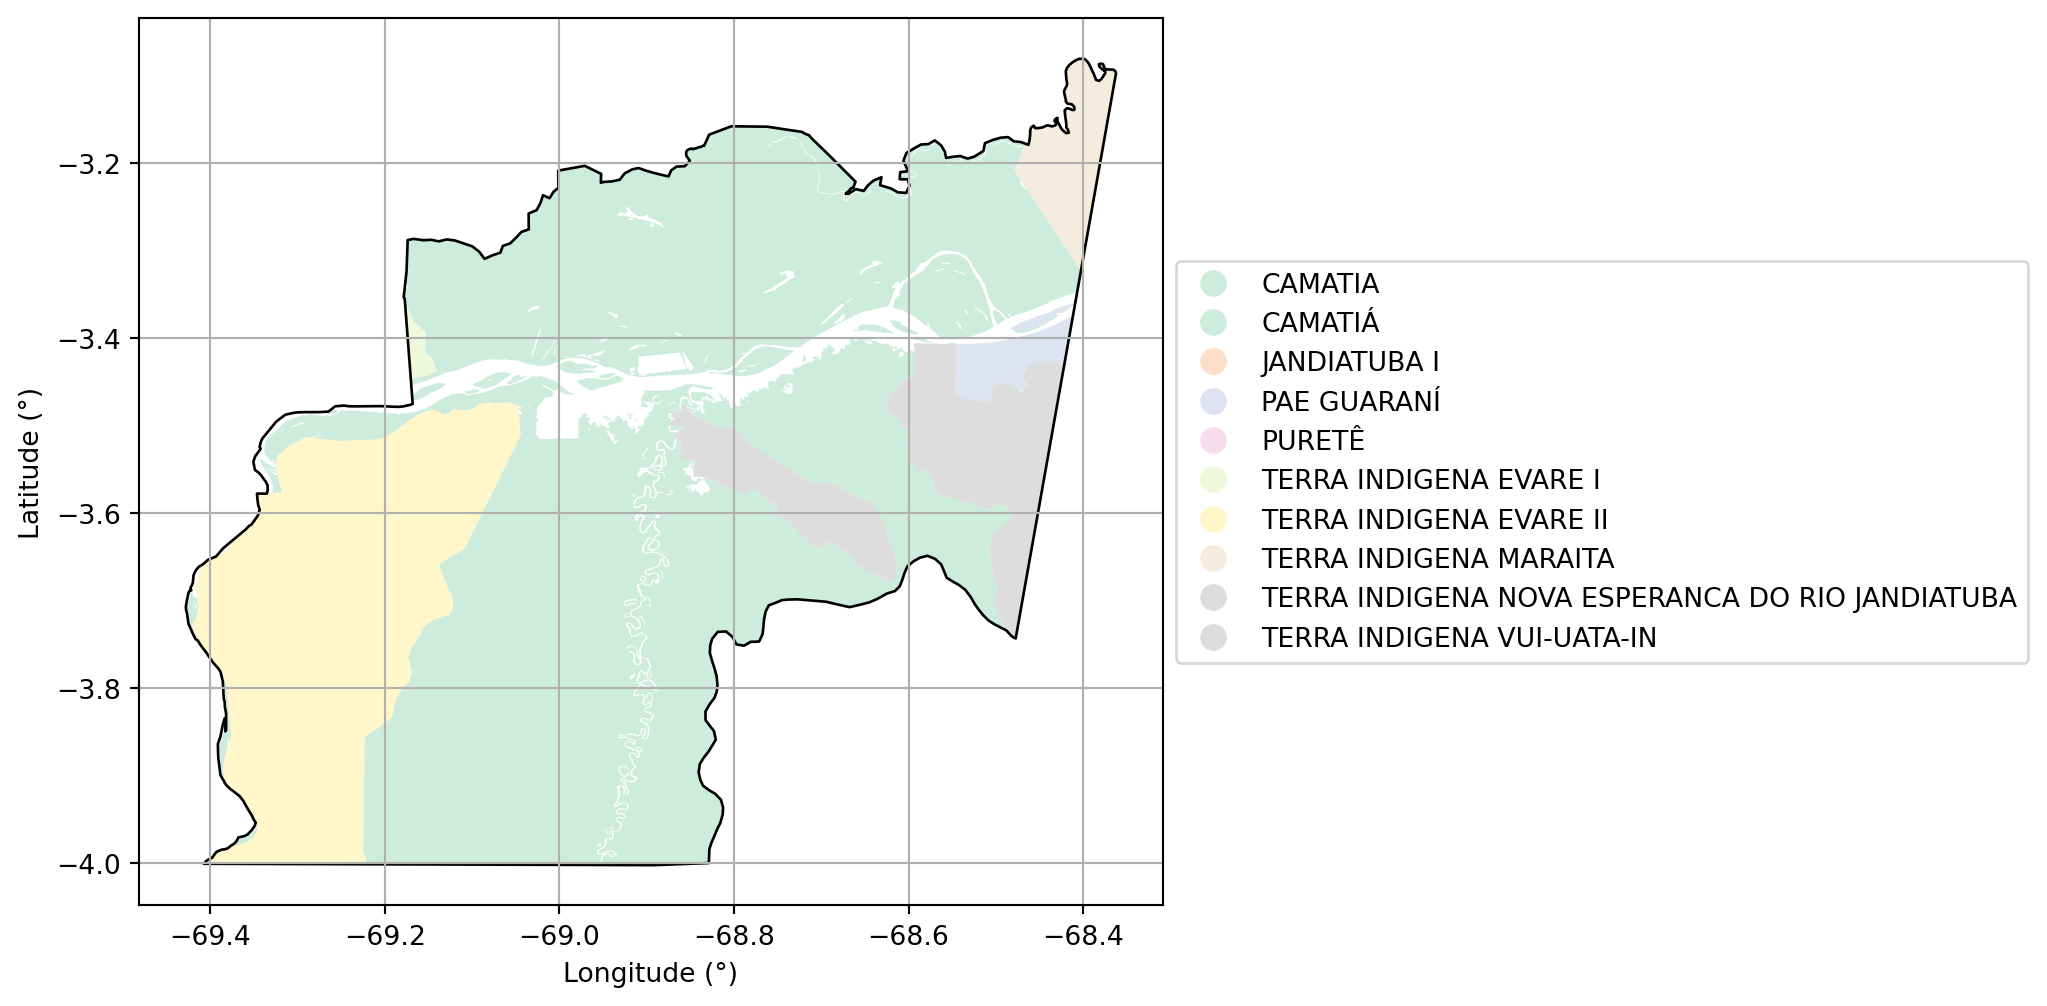 −3.2
−3.4
−3.6
−3.8
−4.0
Latitude (°)
−69.4 −69.2 −69.0 −68.8 −68.6 −68.4
Longitude (°)
CAMATIA
CAMATIÁ
JANDIATUBA I
PAE GUARANÍ
PURETÊ
TERRA INDIGENA EVARE I
TERRA INDIGENA EVARE II
TERRA INDIGENA MARAITA
TERRA INDIGENA NOVA ESPERANCA DO RIO JANDIATUBA
TERRA INDIGENA VUI-UATA-IN